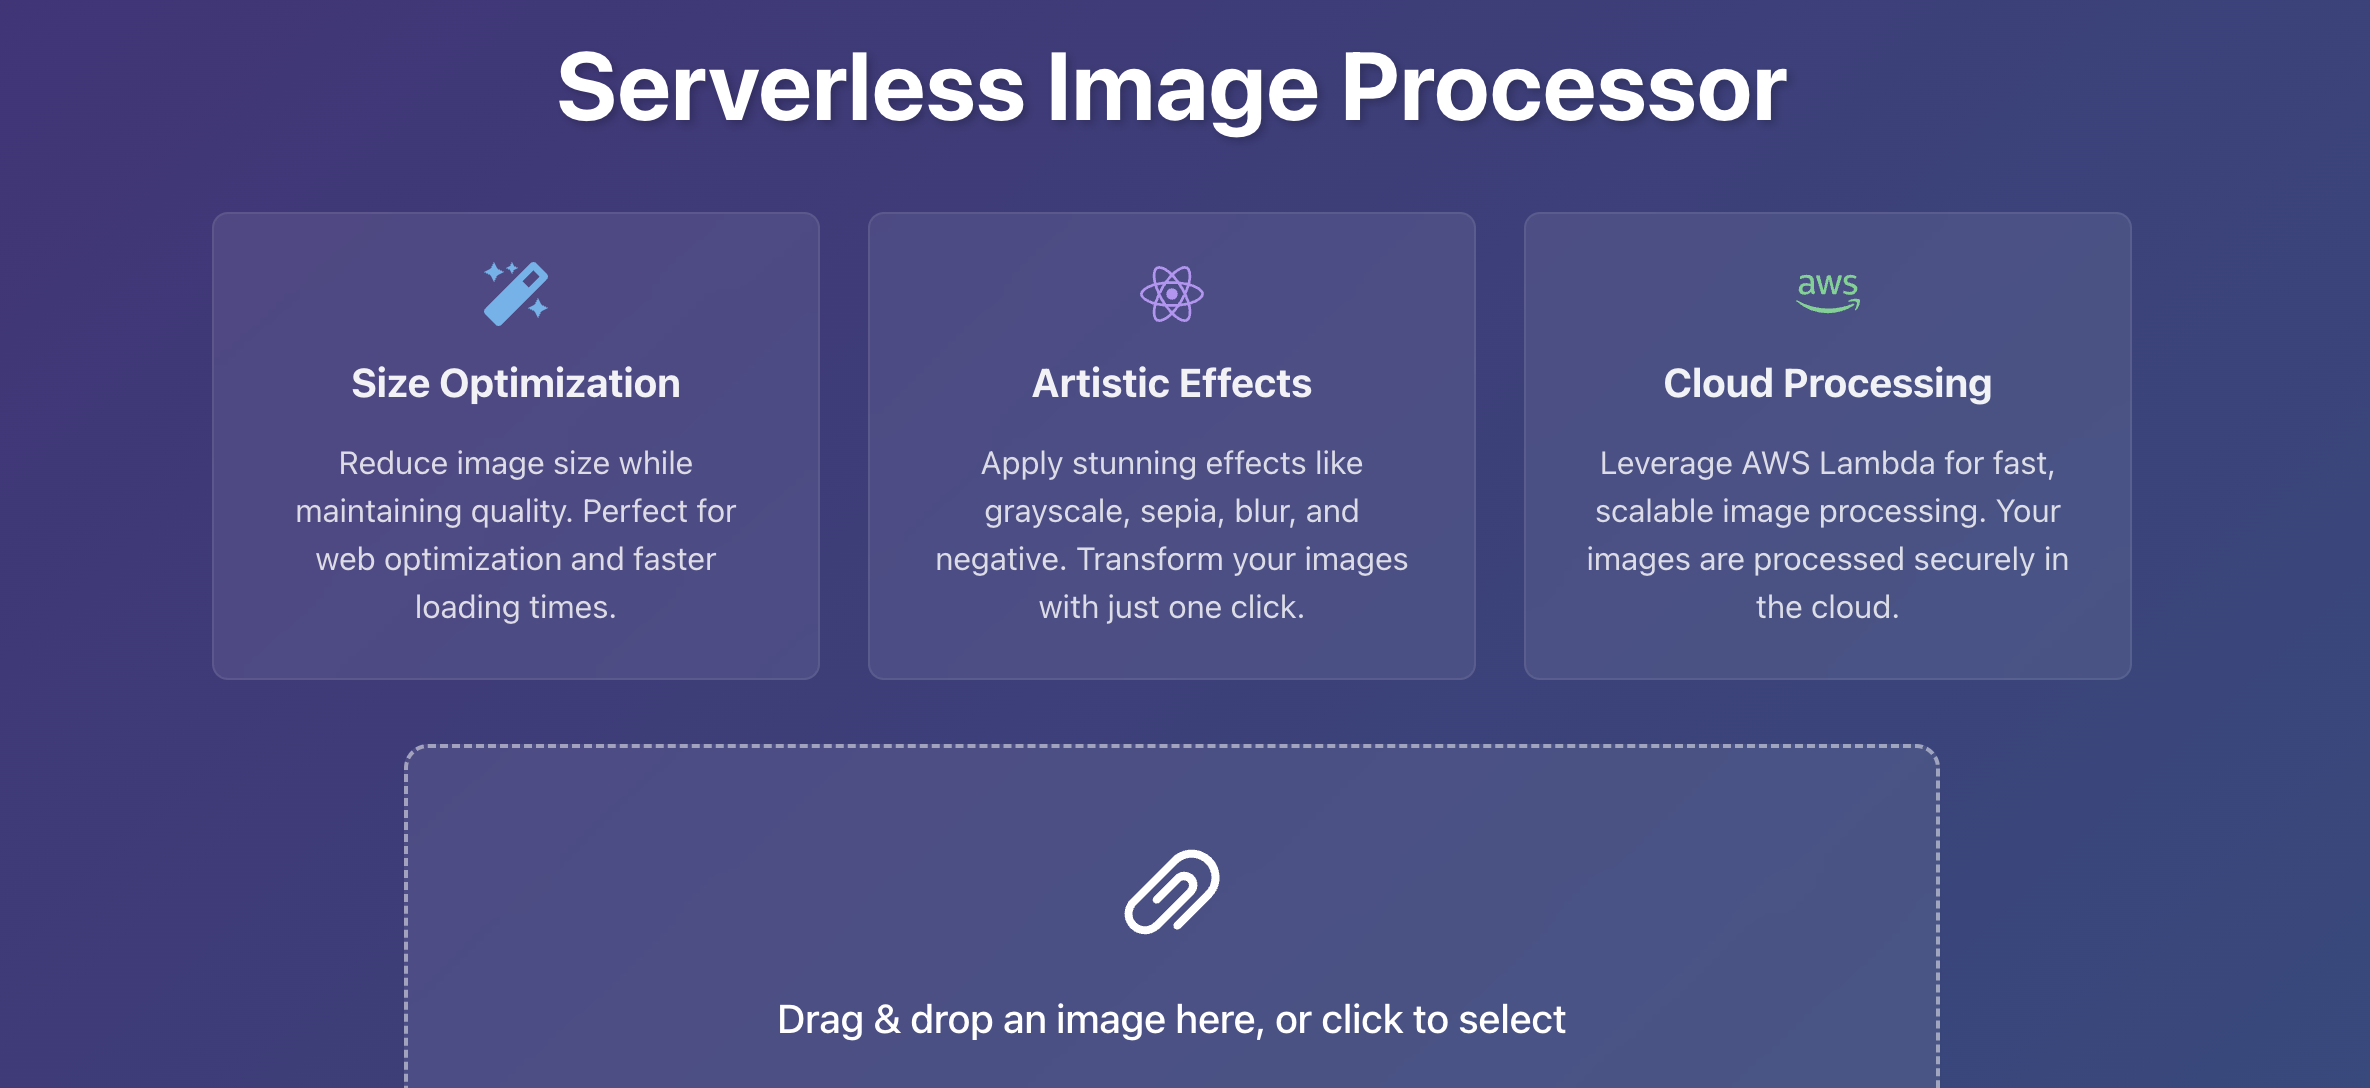 Serverless Image Processor
Size Optimization
Reduce image size while
maintaining quality. Perfect for
web optimization and faster
loading times.
Artistic Effects
Apply stunning effects like
grayscale, sepia, blur, and
negative. Transform your images
with just one click.
aws
Cloud Processing
Leverage AWS Lambda for fast,
scalable image processing. Your
images are processed securely in
the cloud.
Drag & drop an image here, or click to select